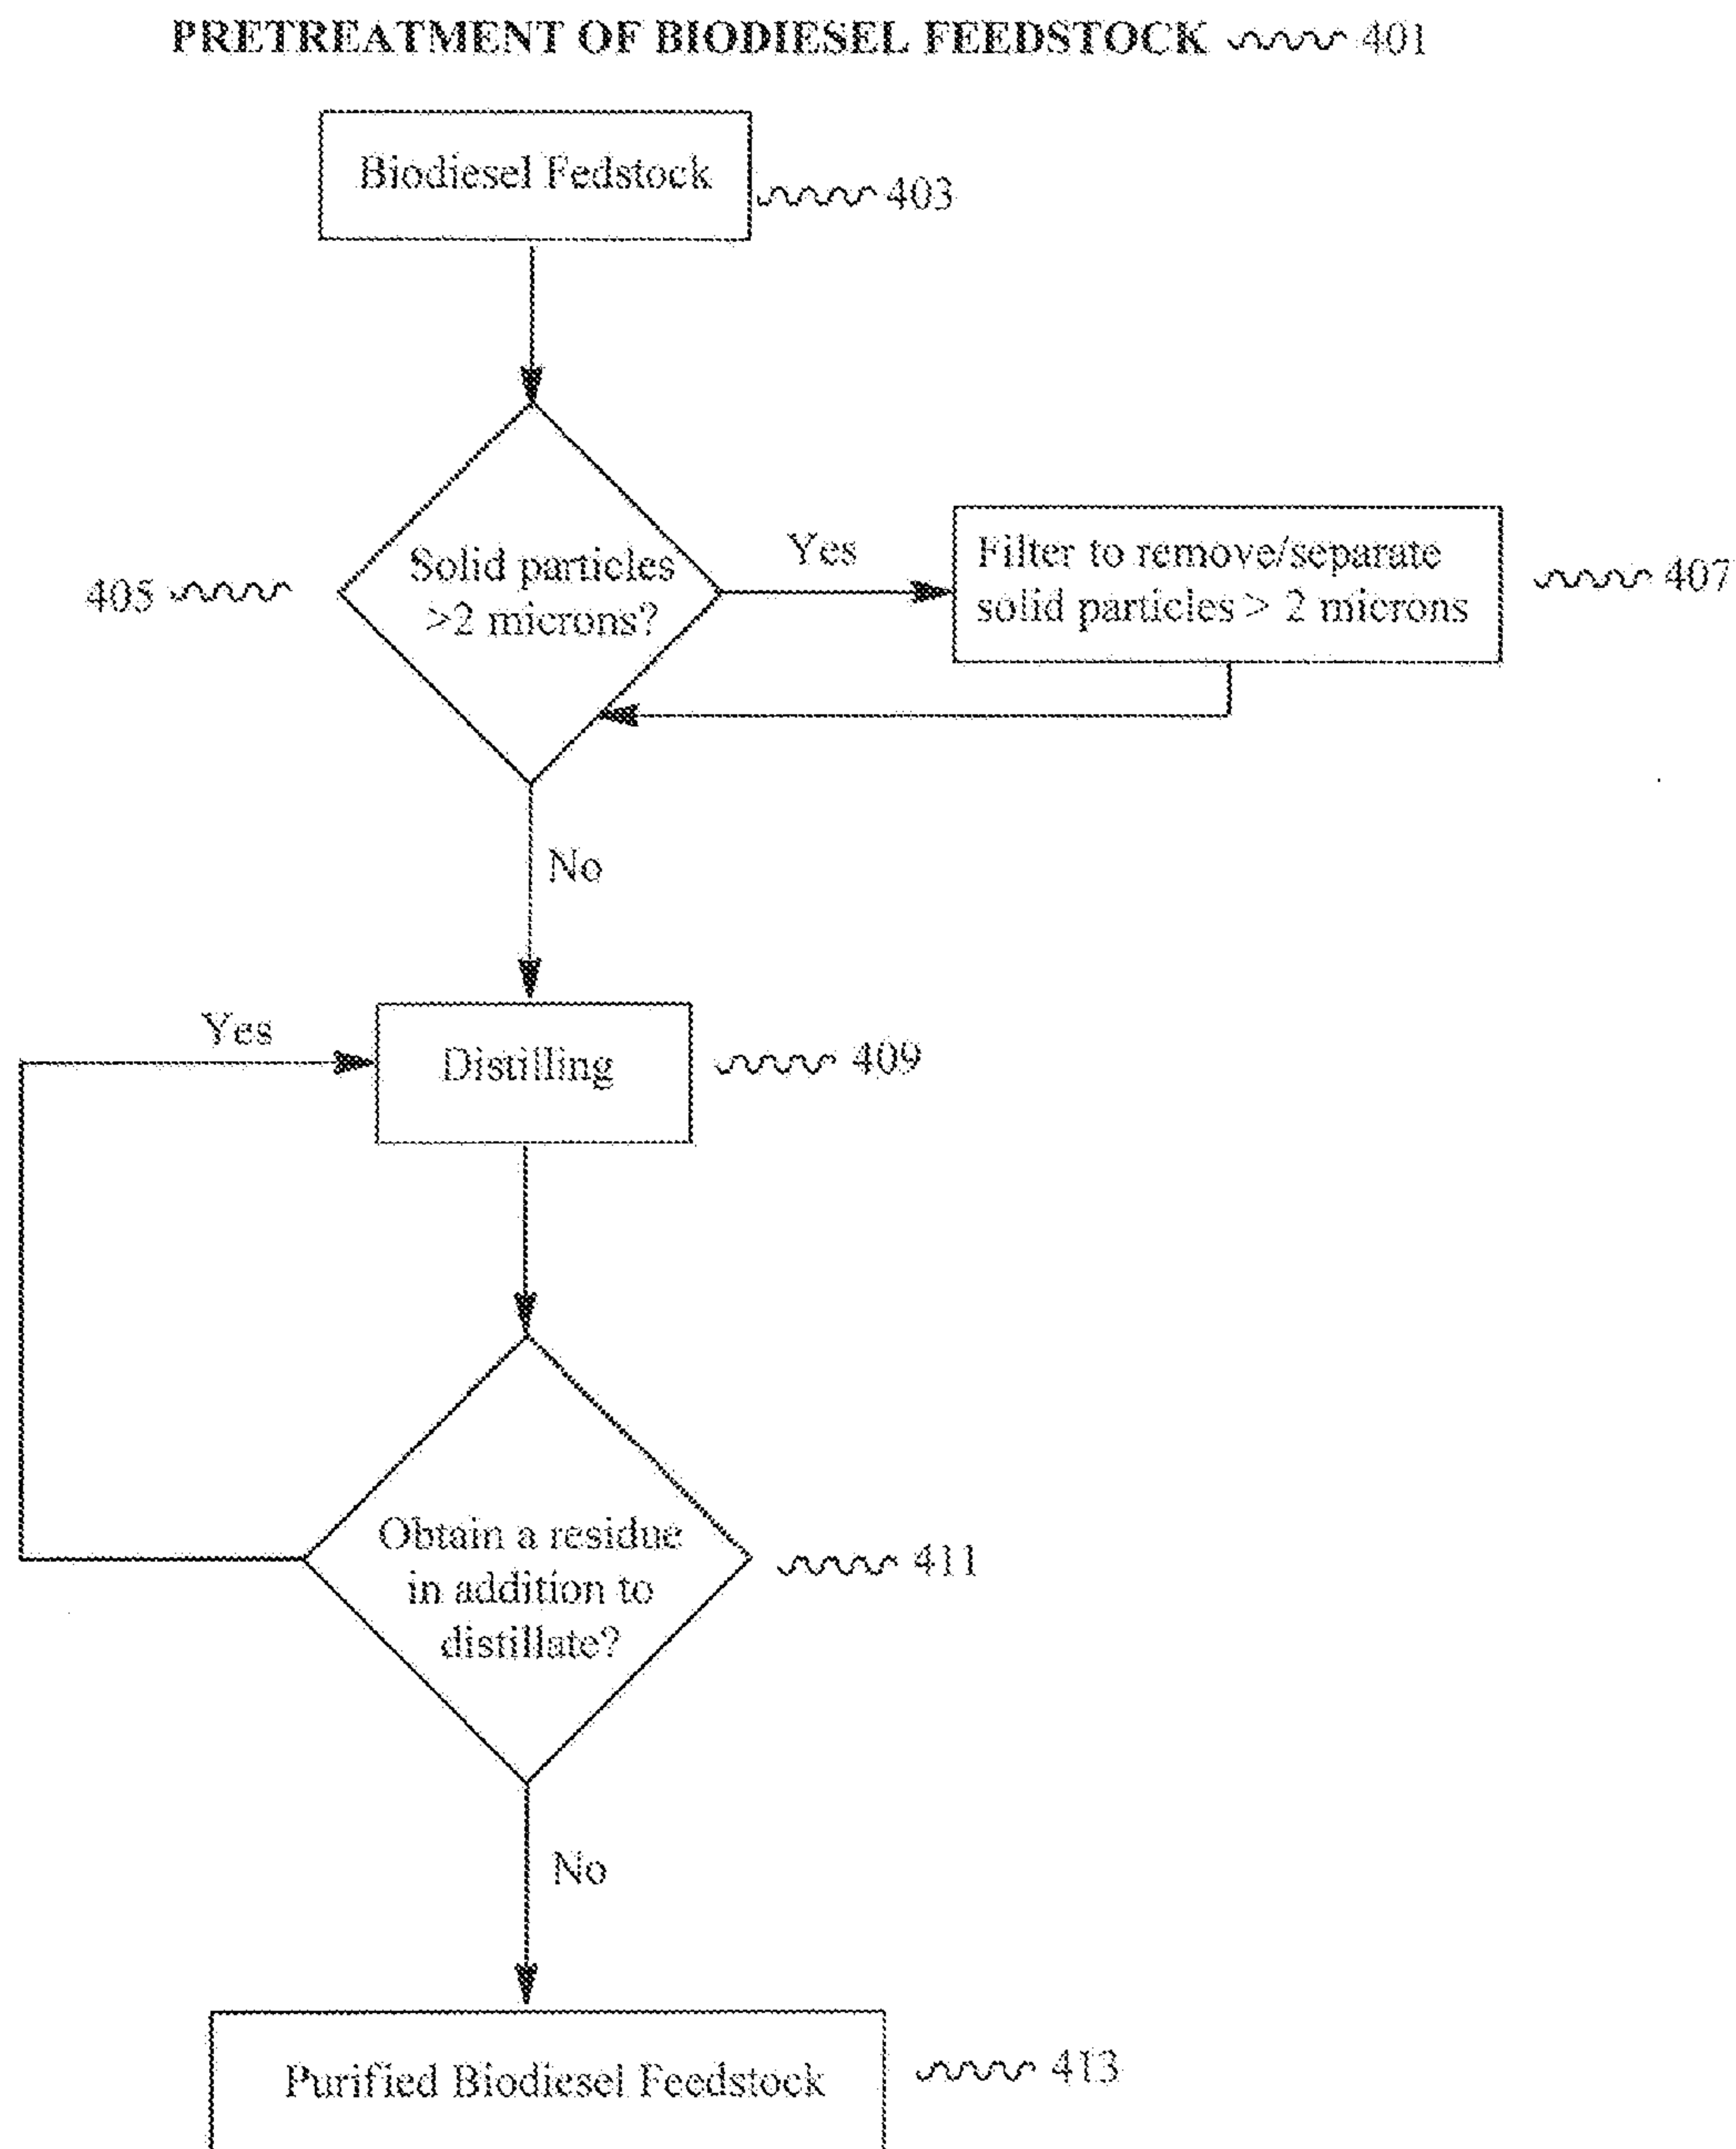 PRETREATMENT OF BIODIESEL FEEDSTOCK 401
Biodiesel Fedstock
403
Solid particles
>2 microns?
405
Yes
Filter to remove/separate
solid particles > 2 microns
407
No
Yes
Distilling
409
Obtain a residue
in addition to
distillate?
411
No
Purified Biodiesel Feedstock
413